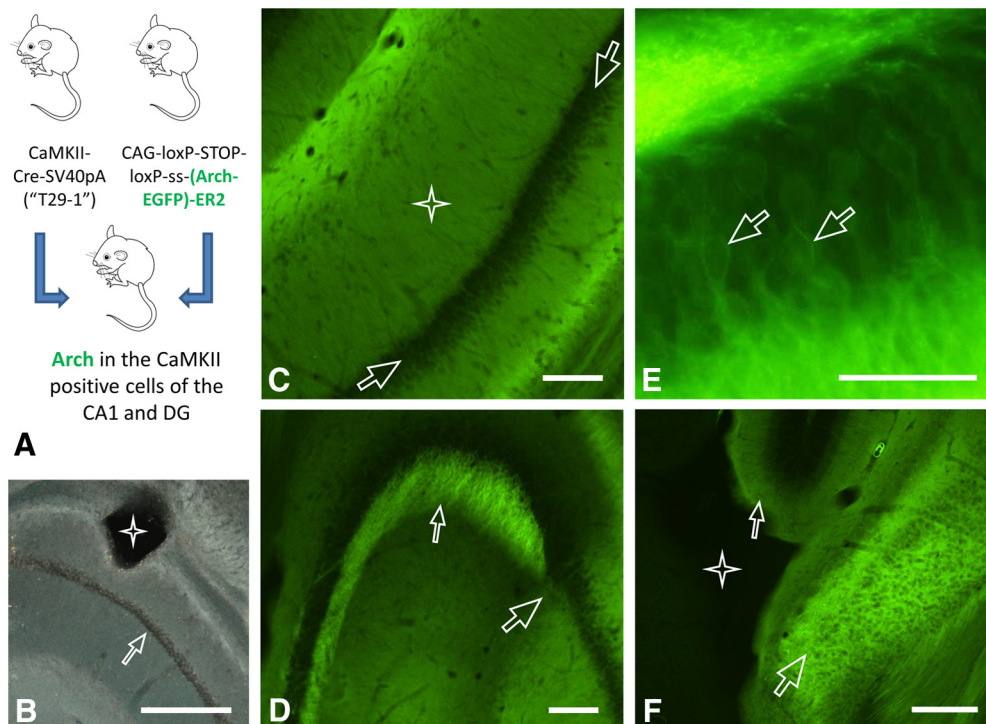 CaMKII-
Cre-SV40pA
(“T29-1”)
CAG-loxP-STOP-
loxP-ss-(Arch-
EGFP)-ER2
Arch in the CaMKII
positive cells of the
CA1 and DG
A
B
C
D
E
F